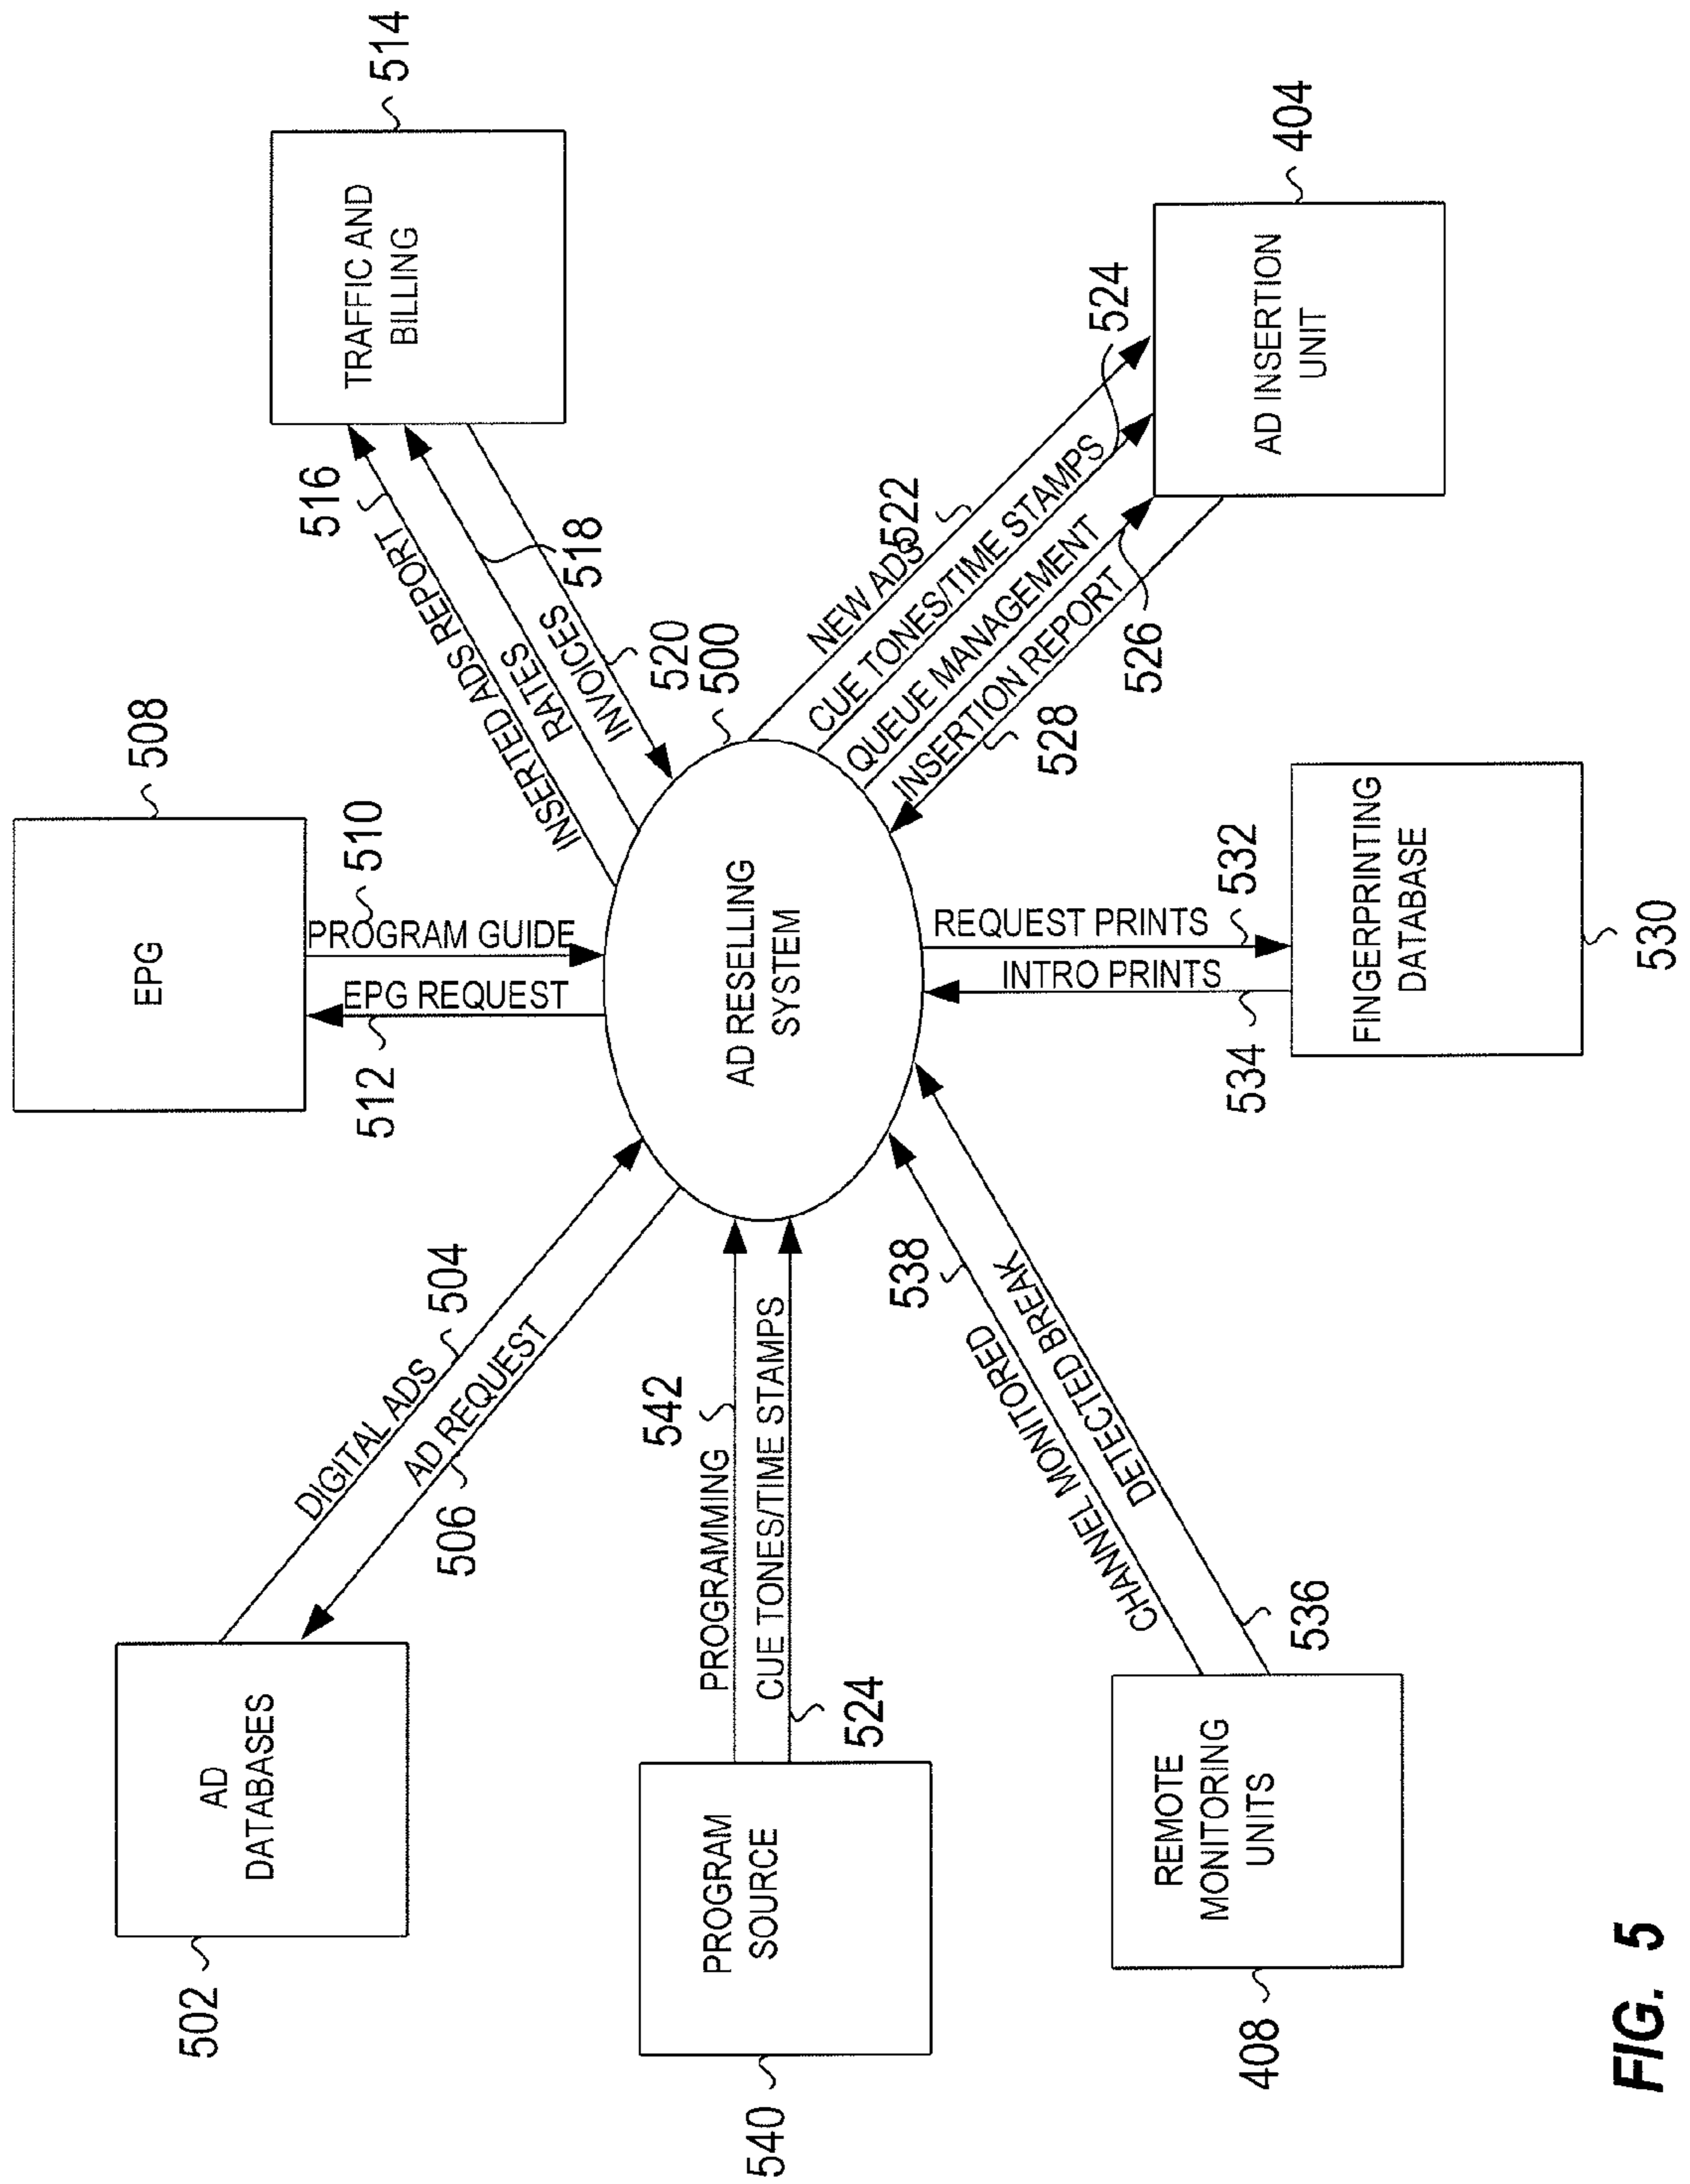 502
AD
DATABASES
DIGITAL ADS
504
AD REQUEST
506
EPG
508
PROGRAM GUIDE
510
EPG REQUEST
512
TRAFFIC AND
BILLING
514
INSERTED ADS REPORT
516
RATES
518
INVOICES
520
500
AD RESELLING
SYSTEM
540
PROGRAM
SOURCE
PROGRAMMING
542
CUE TONES/TIME STAMPS
524
408
REMOTE
MONITORING
UNITS
CHANNEL MONITORED
538
DETECTED BREAK
536
REQUEST PRINTS
532
INTRO PRINTS
534
FINGERPRINTING
DATABASE
530
NEW ADS
522
CUE TONES/TIME STAMPS
524
QUEUE MANAGEMENT
526
INSERTION REPORT
528
AD INSERTION
UNIT
404
FIG. 5